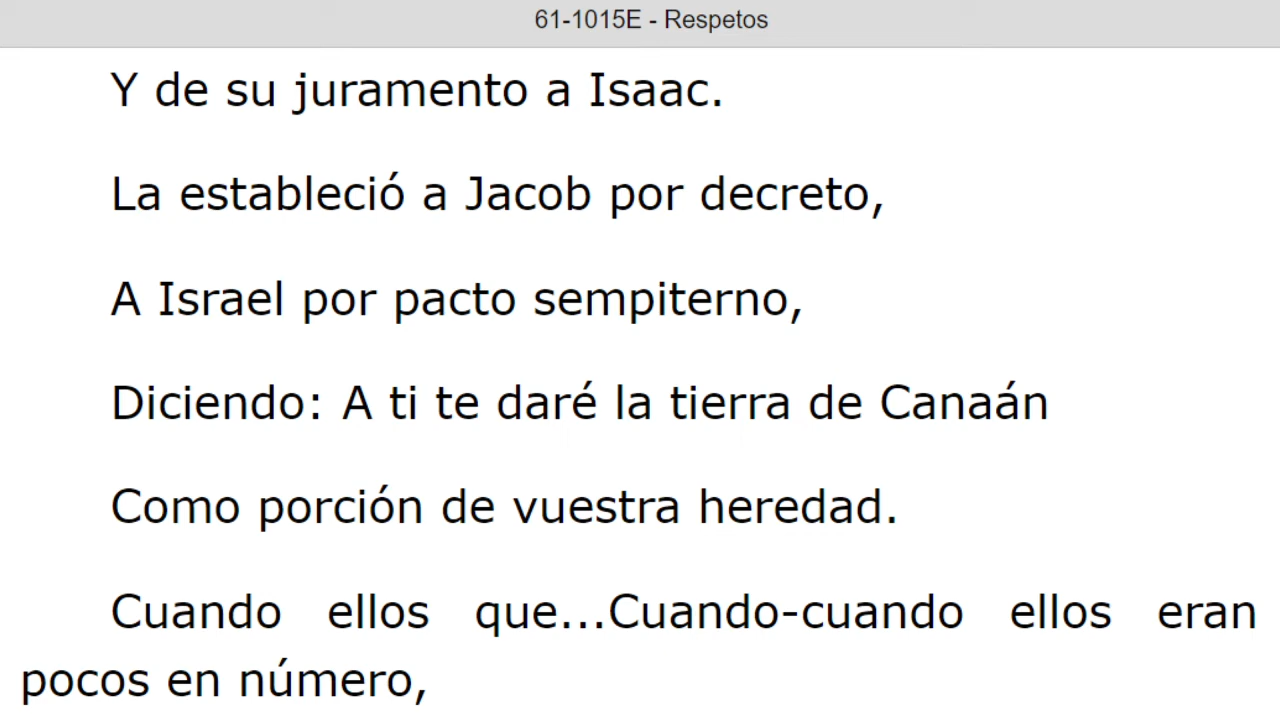 61-1015E - Respetos
Y de su juramento a Isaac.
La estableció a Jacob por decreto,
A Israel por pacto sempiterno,
Diciendo: A ti te daré la tierra de Canaán
Como porción de vuestra heredad.
Cuando ellos que...Cuando-cuando ellos eran
pocos en número,